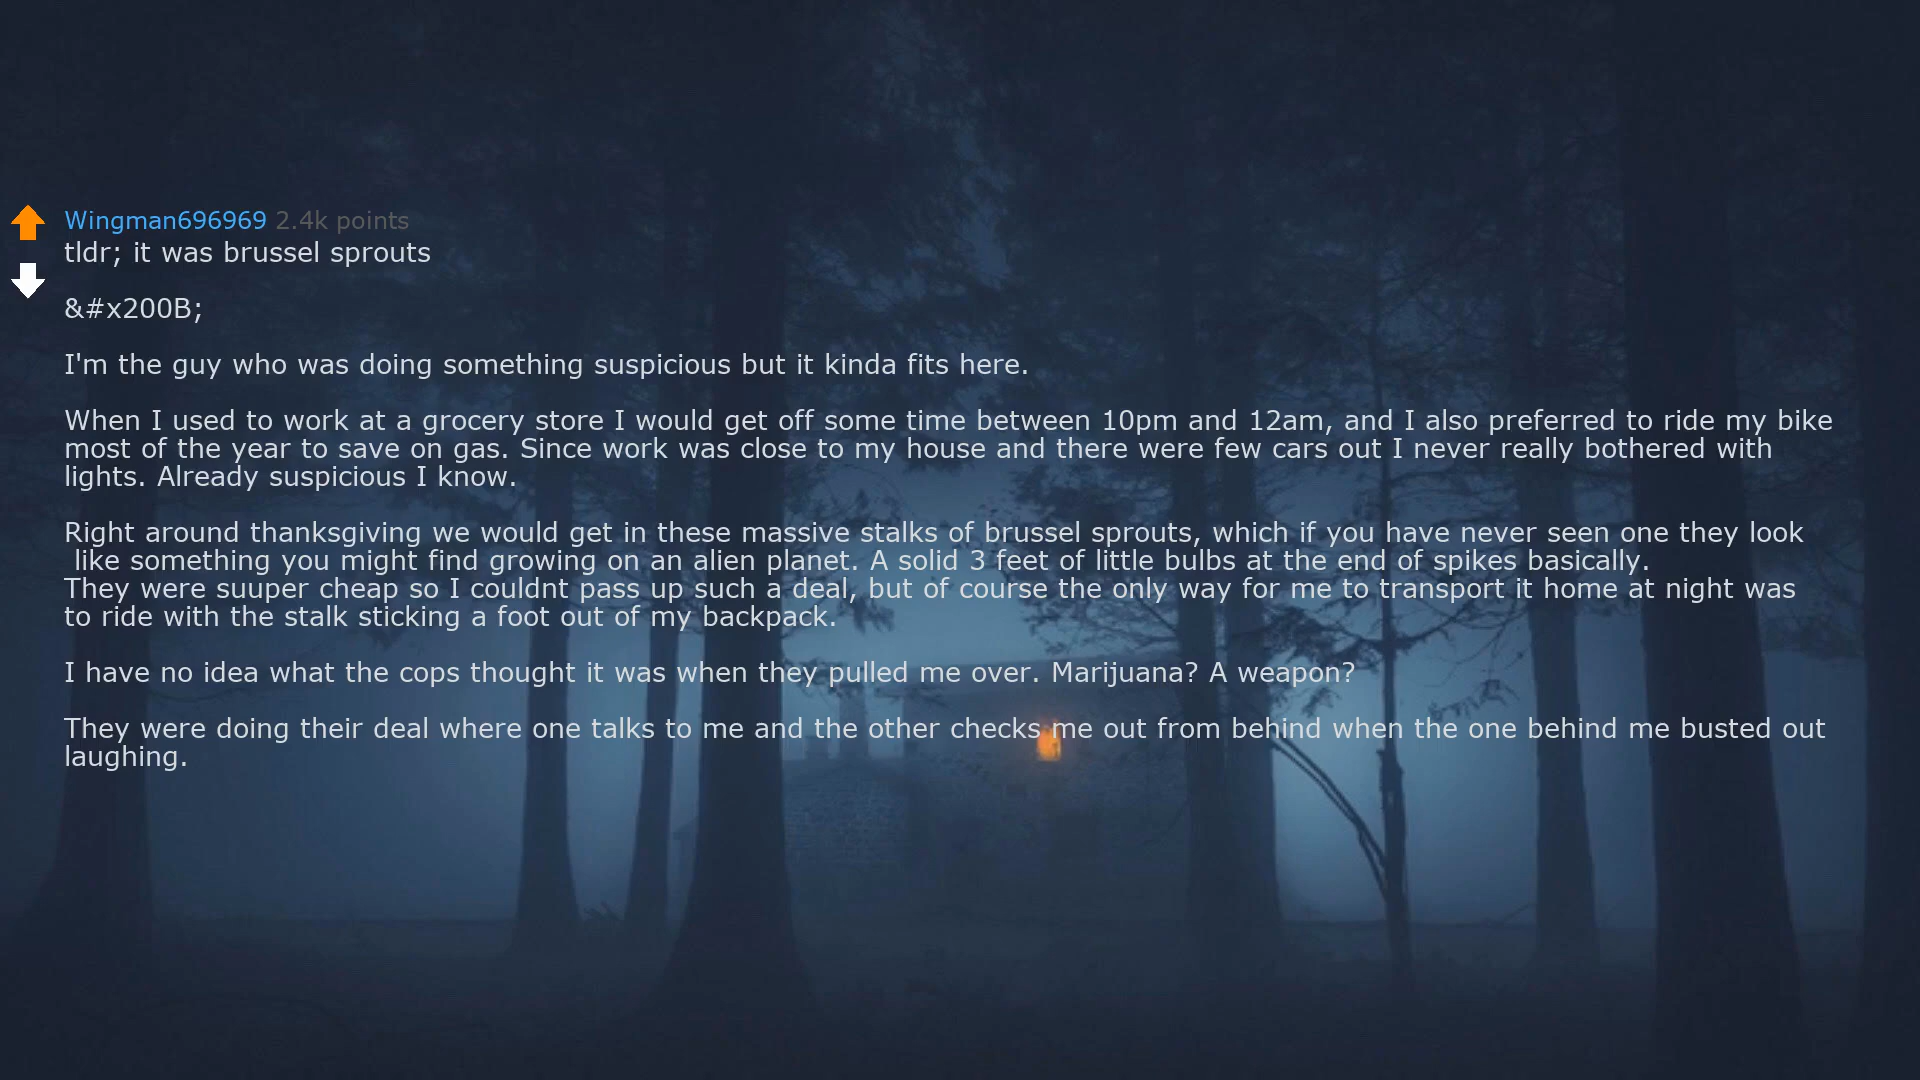 Wingman696969 2.4k points
tldr; it was brussel sprouts
&#x200B;
I'm the guy who was doing something suspicious but it kinda fits here.
When I used to work at a grocery store I would get off some time between 10pm and 12am, and I also preferred to ride my bike
most of the year to save on gas. Since work was close to my house and there were few cars out I never really bothered with
lights. Already suspicious I know.
Right around thanksgiving we would get in these massive stalks of brussel sprouts, which if you have never seen one they look
like something you might find growing on an alien planet. A solid 3 feet of little bulbs at the end of spikes basically.
They were suuper cheap so I couldnt pass up such a deal, but of course the only way for me to transport it home at night was
to ride with the stalk sticking a foot out of my backpack.
I have no idea what the cops thought it was when they pulled me over. Marijuana? A weapon?
They were doing their deal where one talks to me and the other checks me out from behind when the one behind me busted out
laughing.